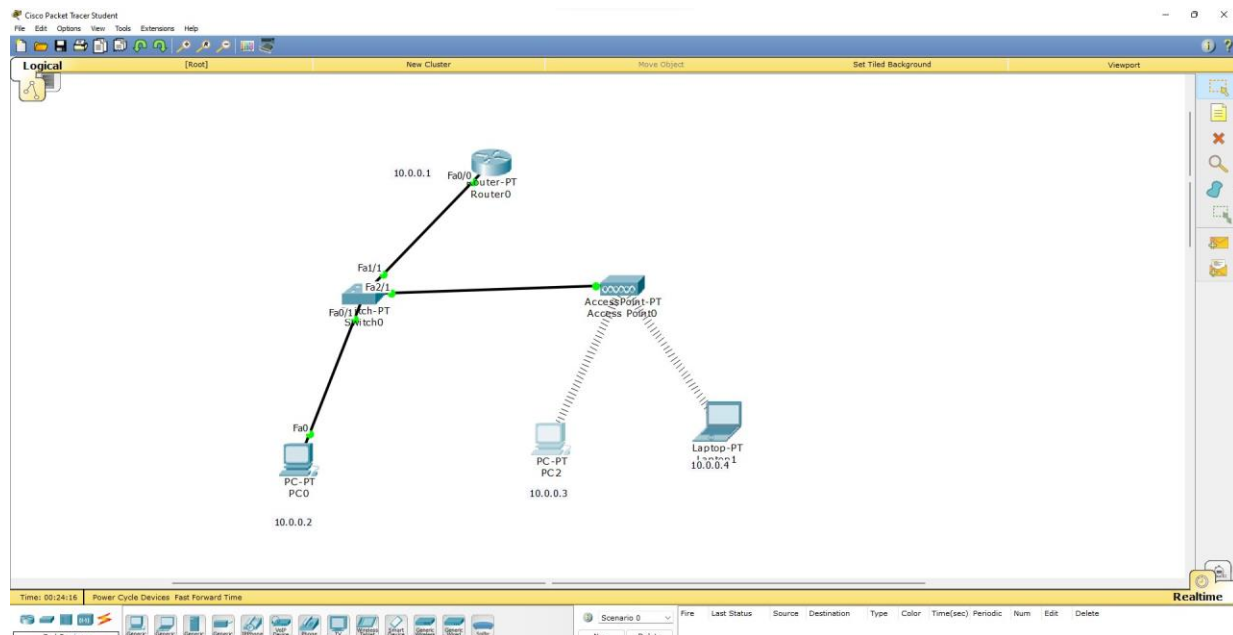 Cisco Packet Tracer Student
File Edit Options View Tools Extensions Help
Logical [Root] New Cluster Move Object Set Tiled Background Viewport
10.0.0.1 Fa0/0
Router0
Fa1/1
Fa2/1
Fa0/1
Switch0
AccessPoint-PT
Access Point0
Fa0
PC-PT
PC0
10.0.0.2
PC-PT
PC2
10.0.0.3
Laptop-PT
10.0.0.4
Time: 00:24:16 Power Cycle Devices Fast Forward Time Realtime
Scenario 0 Fire Last Status Source Destination Type Color Time(sec) Periodic Num Edit Delete